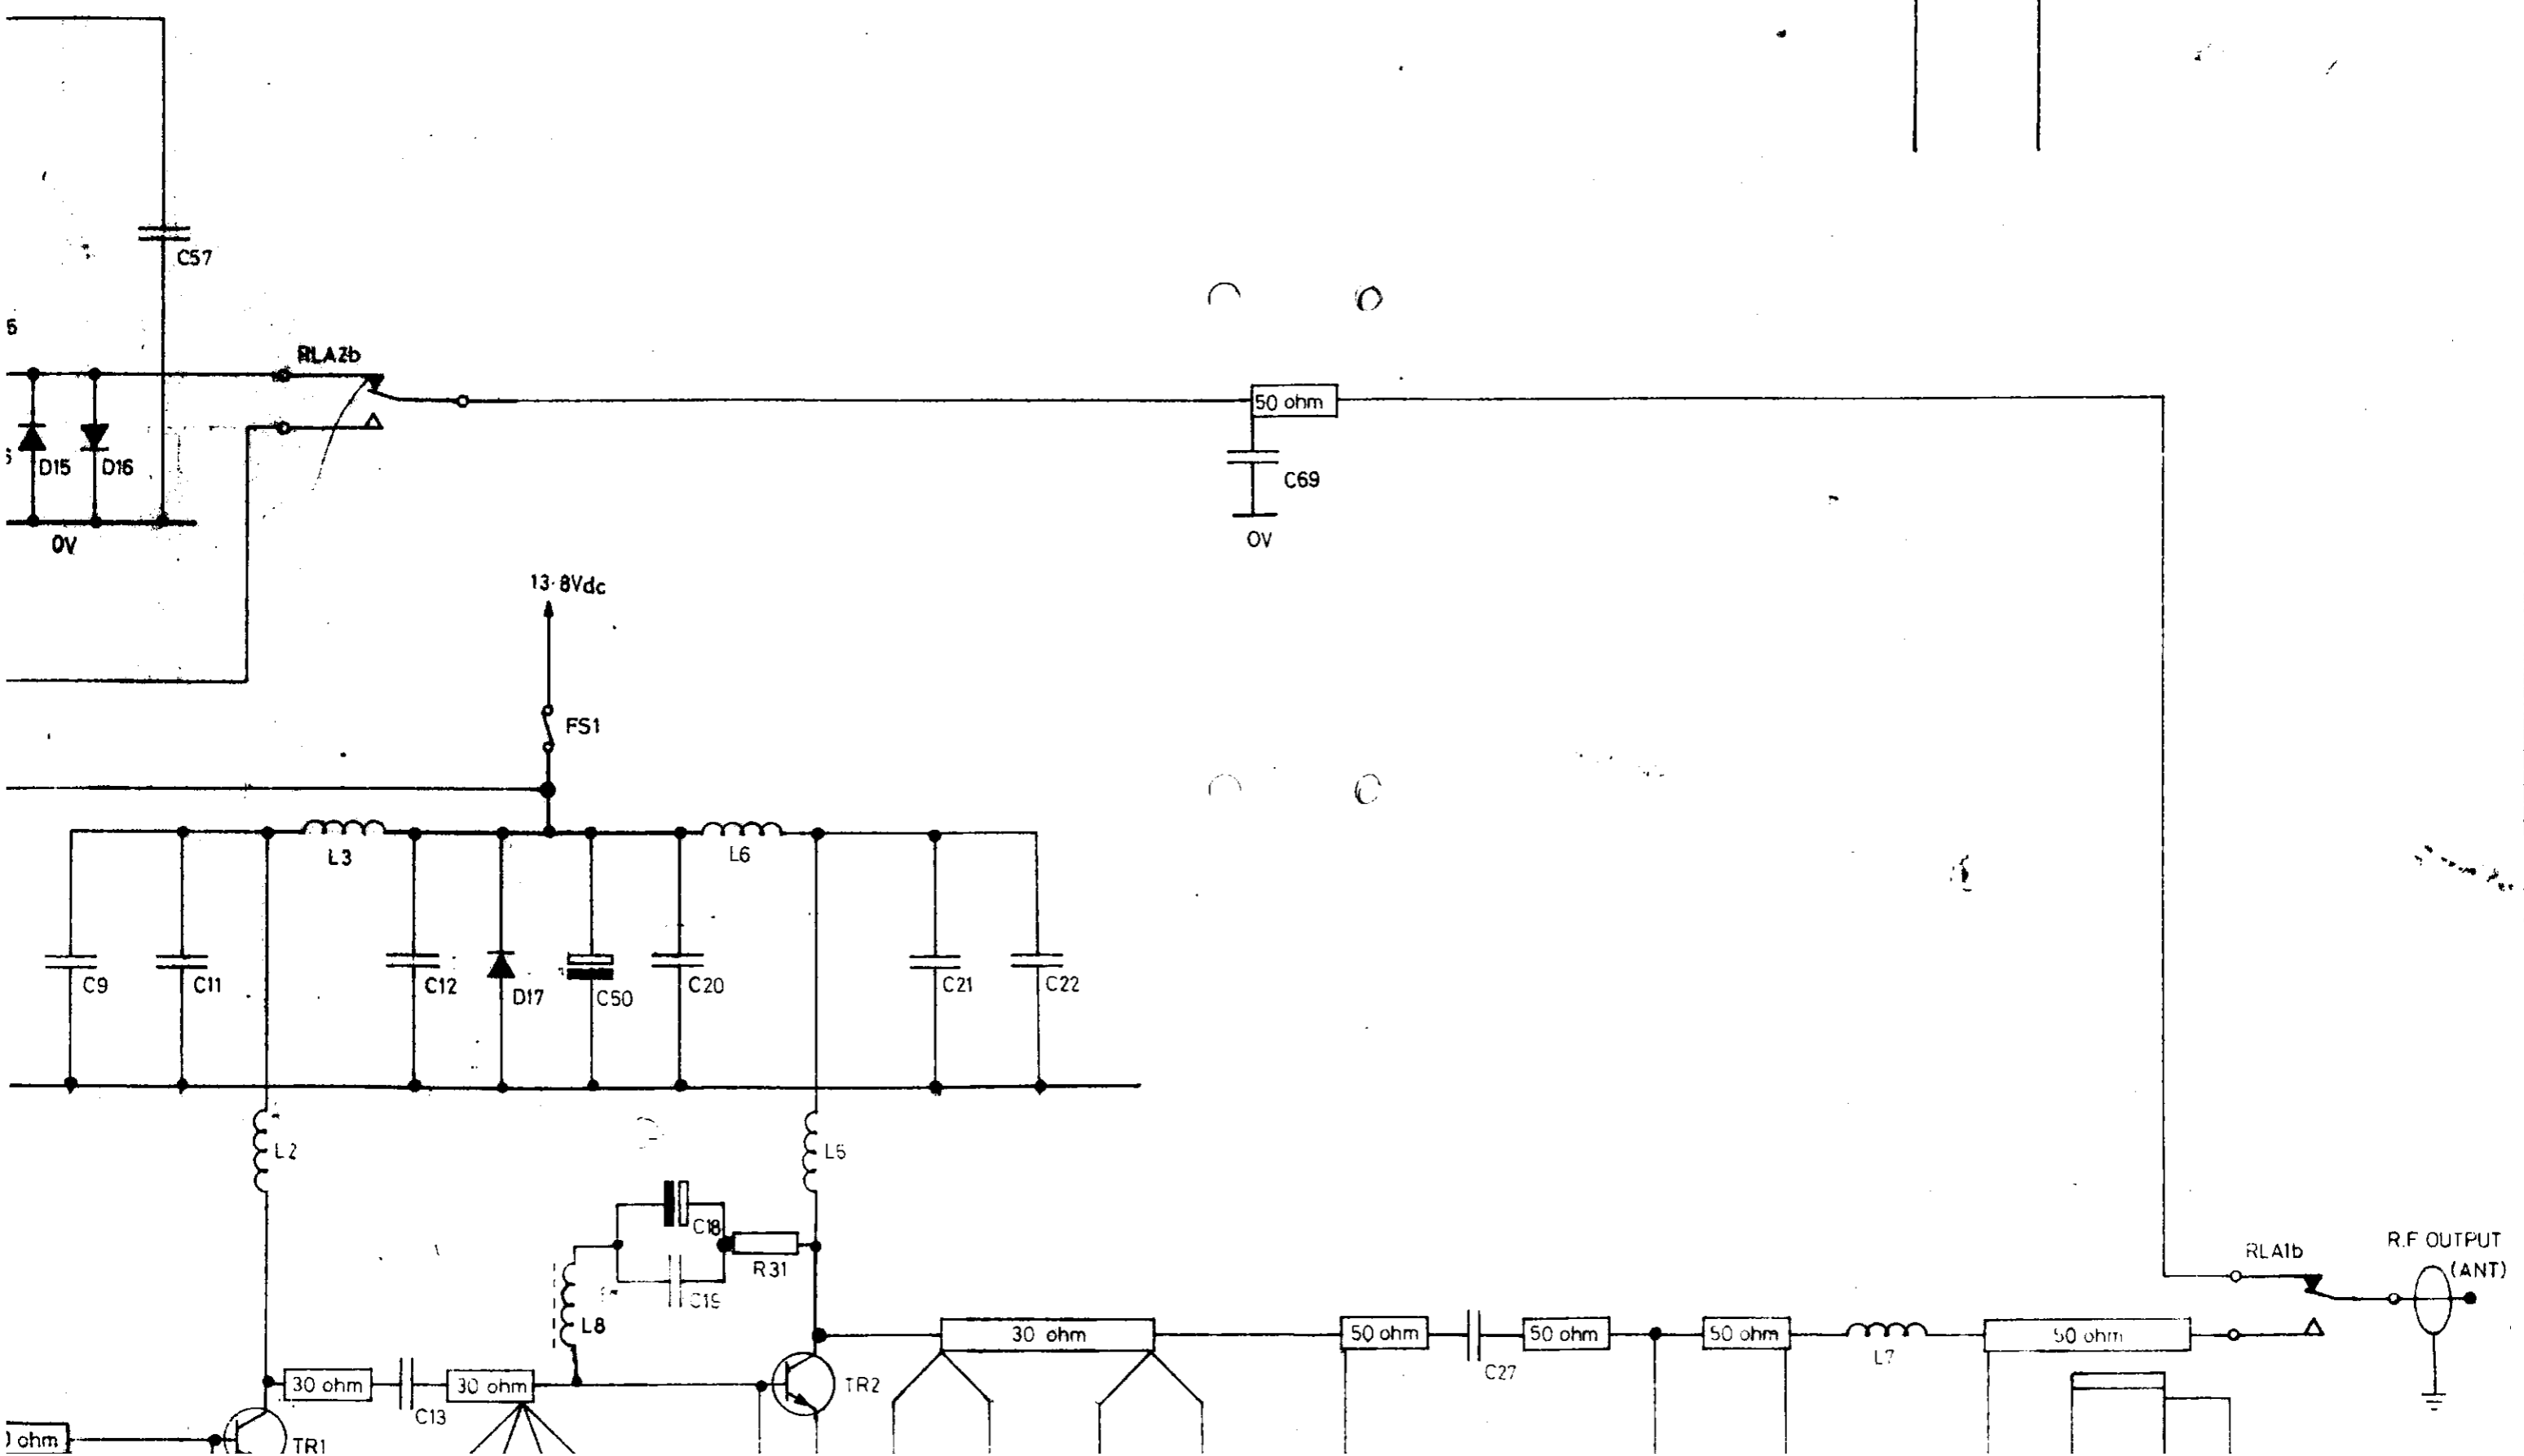 C57
RLA2b
50 ohm
D15
D16
C69
0V
0V
13·8Vdc
FS1
L3
L6
C9
C11
C12
D17
C50
C20
C21
C22
L2
L5
C18
R31
C19
L8
RLA1b
R.F OUTPUT
(ANT)
30 ohm
50 ohm
50 ohm
50 ohm
50 ohm
C27
L7
30 ohm
30 ohm
TR2
C13
TR1
ohm